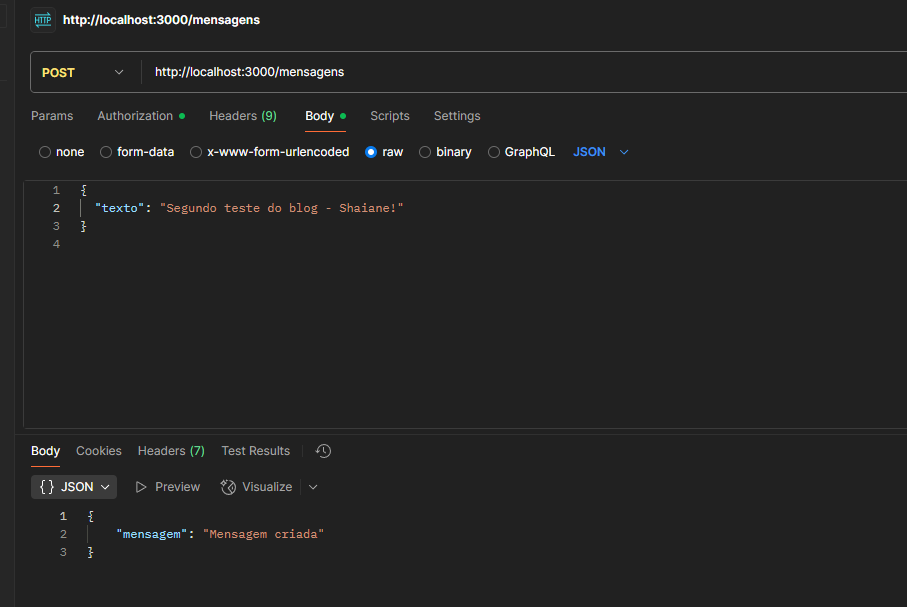 HTTP http://localhost:3000/mensagens
POST http://localhost:3000/mensagens
Params Authorization Headers (9) Body Scripts Settings
none form-data x-www-form-urlencoded raw binary GraphQL JSON
1 {
2 "texto": "Segundo teste do blog - Shaiane!"
3 }
4
Body Cookies Headers (7) Test Results
{} JSON Preview Visualize
1 {
2 "mensagem": "Mensagem criada"
3 }